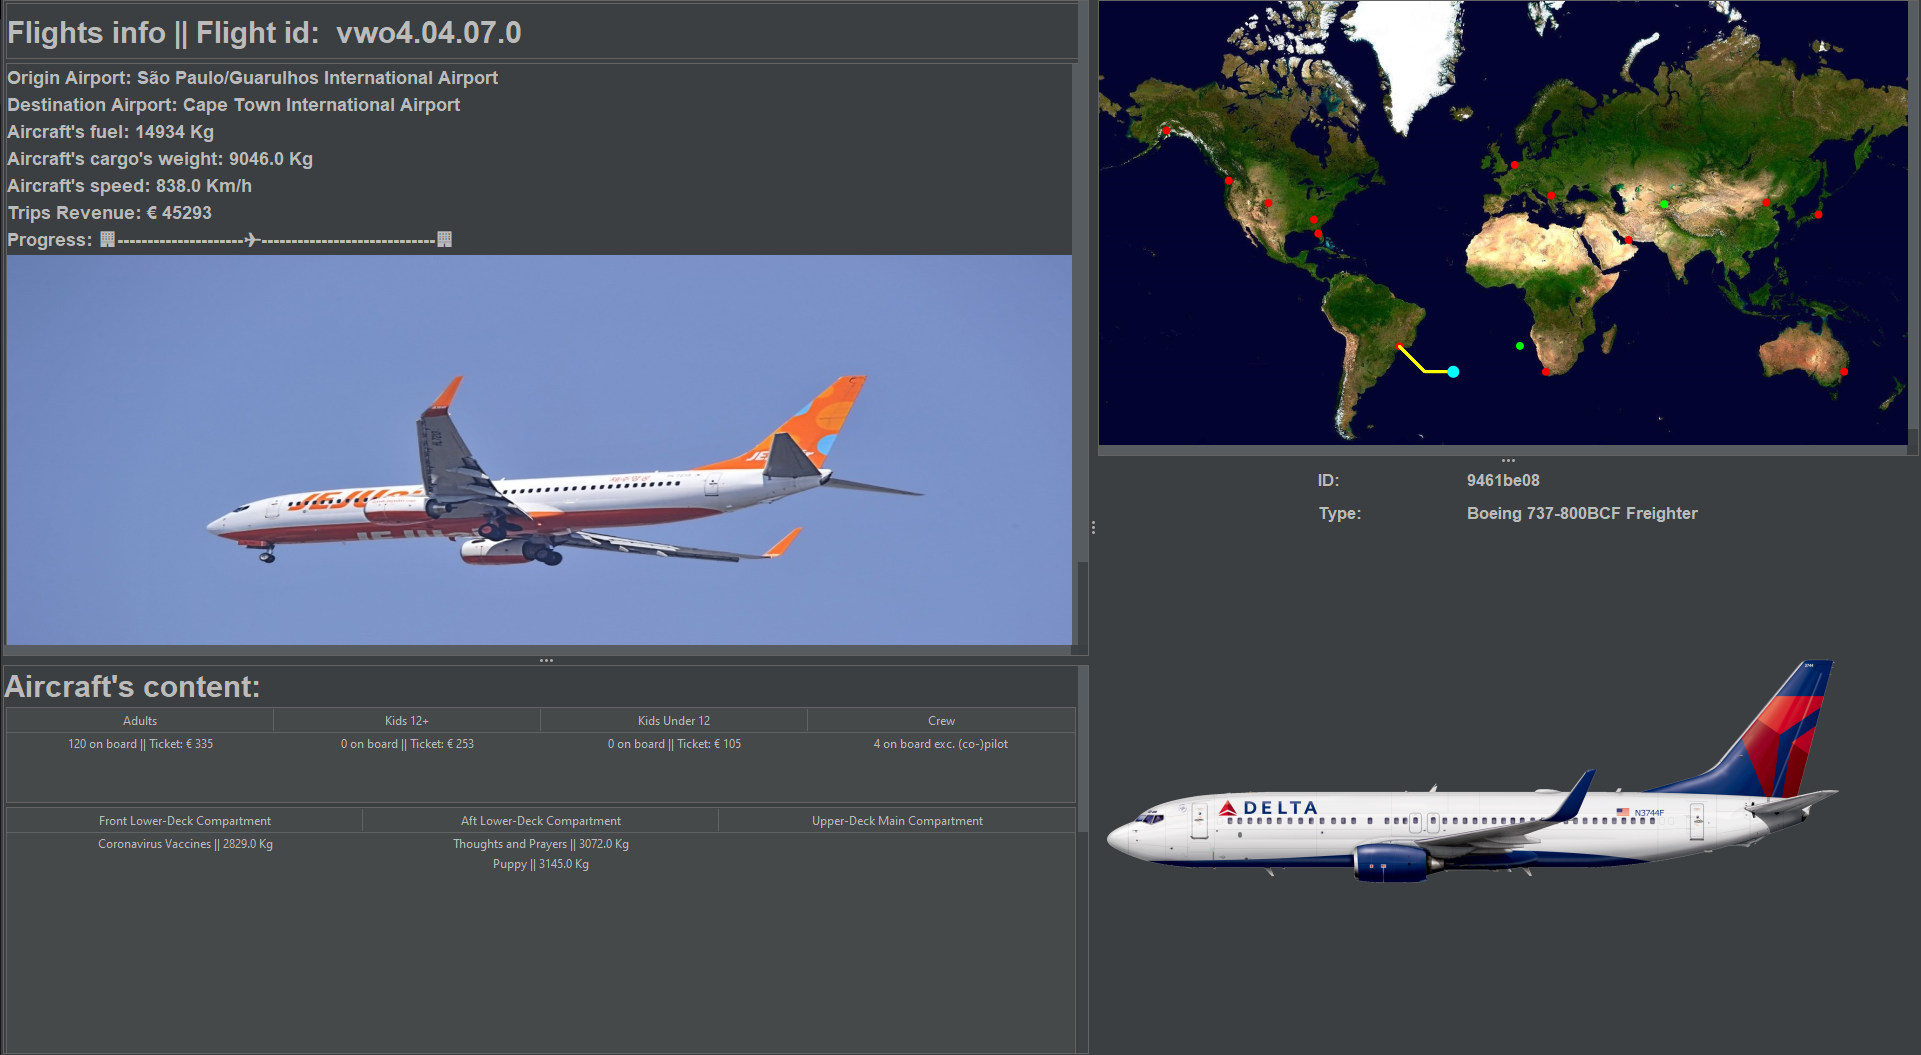 Flights info || Flight id:  vwo4.04.07.0
Origin Airport: São Paulo/Guarulhos International Airport
Destination Airport: Cape Town International Airport
Aircraft's fuel: 14934 Kg
Aircraft's cargo's weight: 9046.0 Kg
Aircraft's speed: 838.0 Km/h
Trips Revenue: € 45293
Progress: 🏢---------------------✈-----------------------------🏢
Aircraft's content:
Adults Kids 12+ Kids Under 12 Crew
120 on board || Ticket: € 335 0 on board || Ticket: € 253 0 on board || Ticket: € 105 4 on board exc. (co-)pilot
Front Lower-Deck Compartment Aft Lower-Deck Compartment Upper-Deck Main Compartment
Coronavirus Vaccines || 2829.0 Kg Thoughts and Prayers || 3072.0 Kg
Puppy || 3145.0 Kg
ID: 9461be08
Type: Boeing 737-800BCF Freighter
DELTA
N3744F